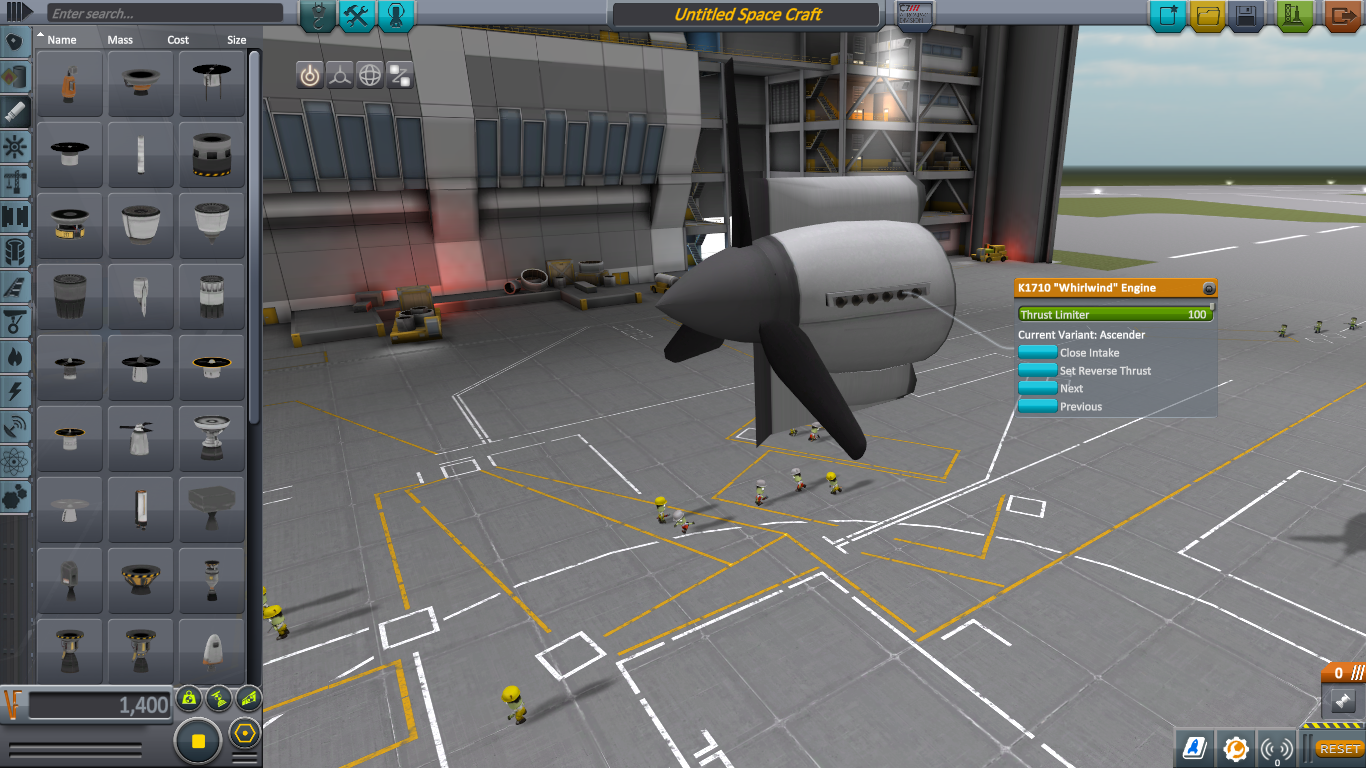 Enter search...
Untitled Space Craft
Name Mass Cost Size
K1710 "Whirlwind" Engine
Thrust Limiter 100
Current Variant: Ascender
Close Intake
Set Reverse Thrust
Next
Previous
0
1,400
0
RESET